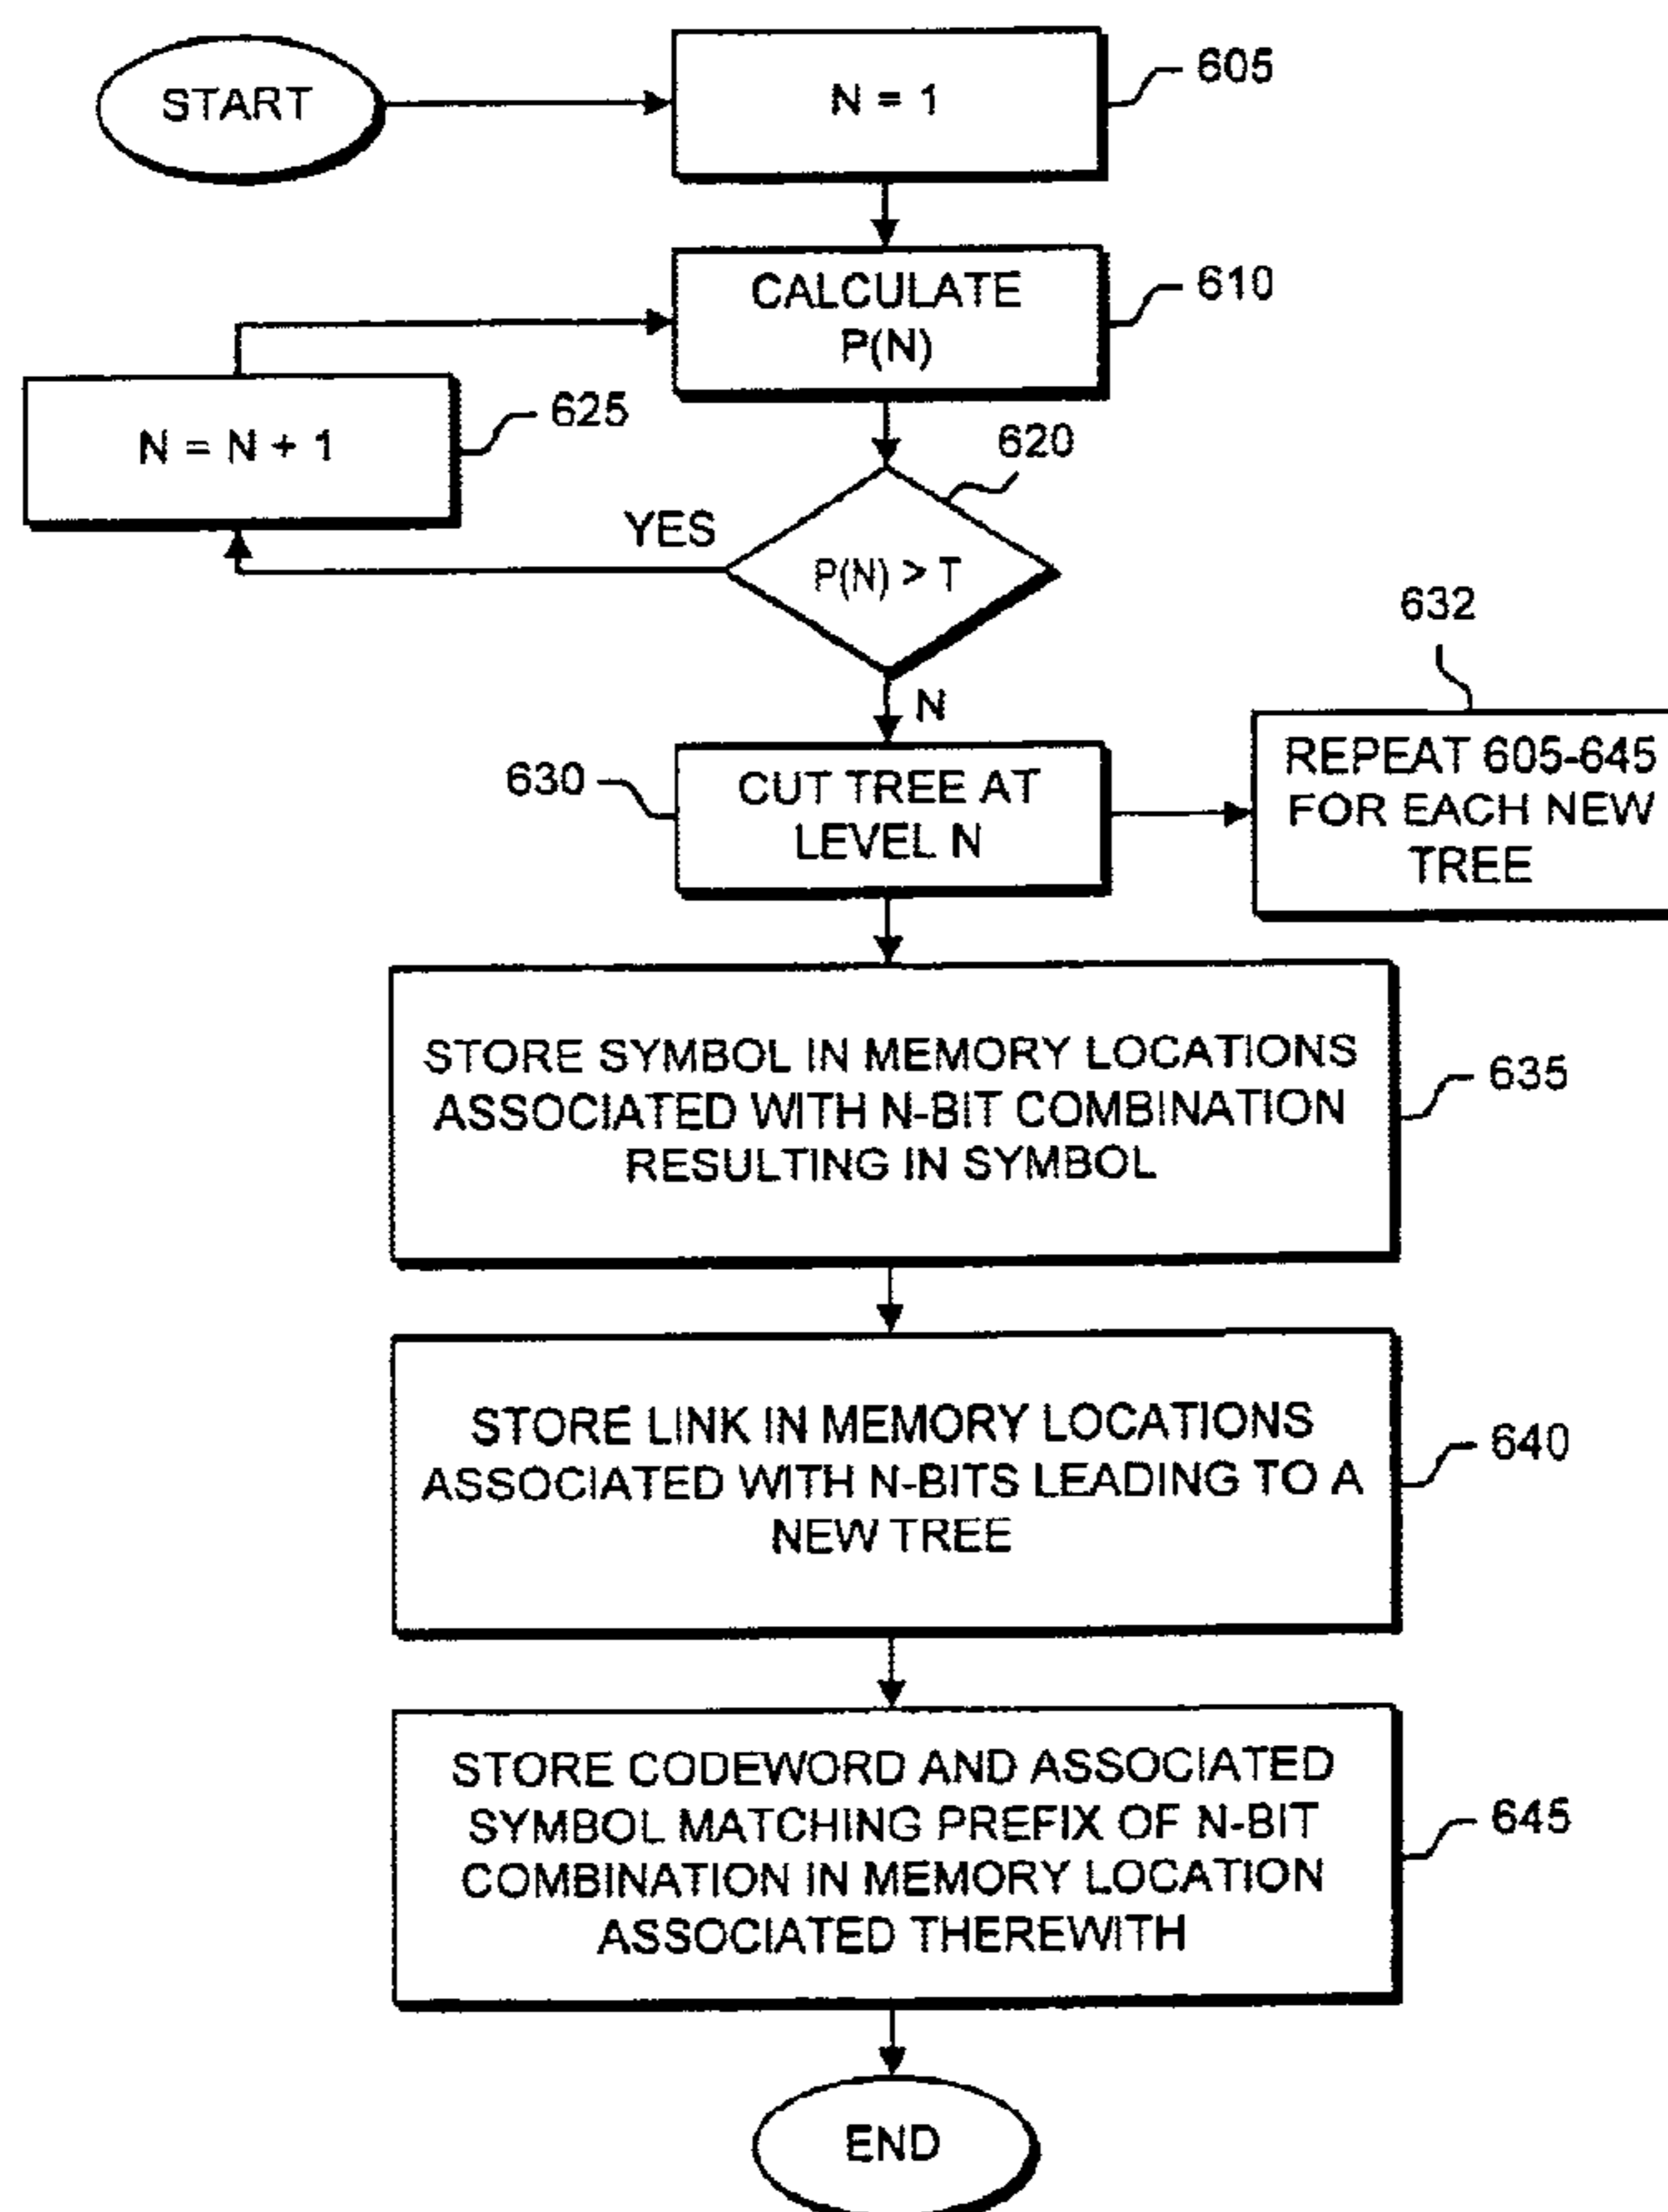 START
N = 1
605
CALCULATE
P(N)
610
N = N + 1
625
620
YES
P(N) > T
N
632
630
CUT TREE AT
LEVEL N
REPEAT 605-645
FOR EACH NEW
TREE
STORE SYMBOL IN MEMORY LOCATIONS
ASSOCIATED WITH N-BIT COMBINATION
RESULTING IN SYMBOL
635
STORE LINK IN MEMORY LOCATIONS
ASSOCIATED WITH N-BITS LEADING TO A
NEW TREE
640
STORE CODEWORD AND ASSOCIATED
SYMBOL MATCHING PREFIX OF N-BIT
COMBINATION IN MEMORY LOCATION
ASSOCIATED THEREWITH
645
END